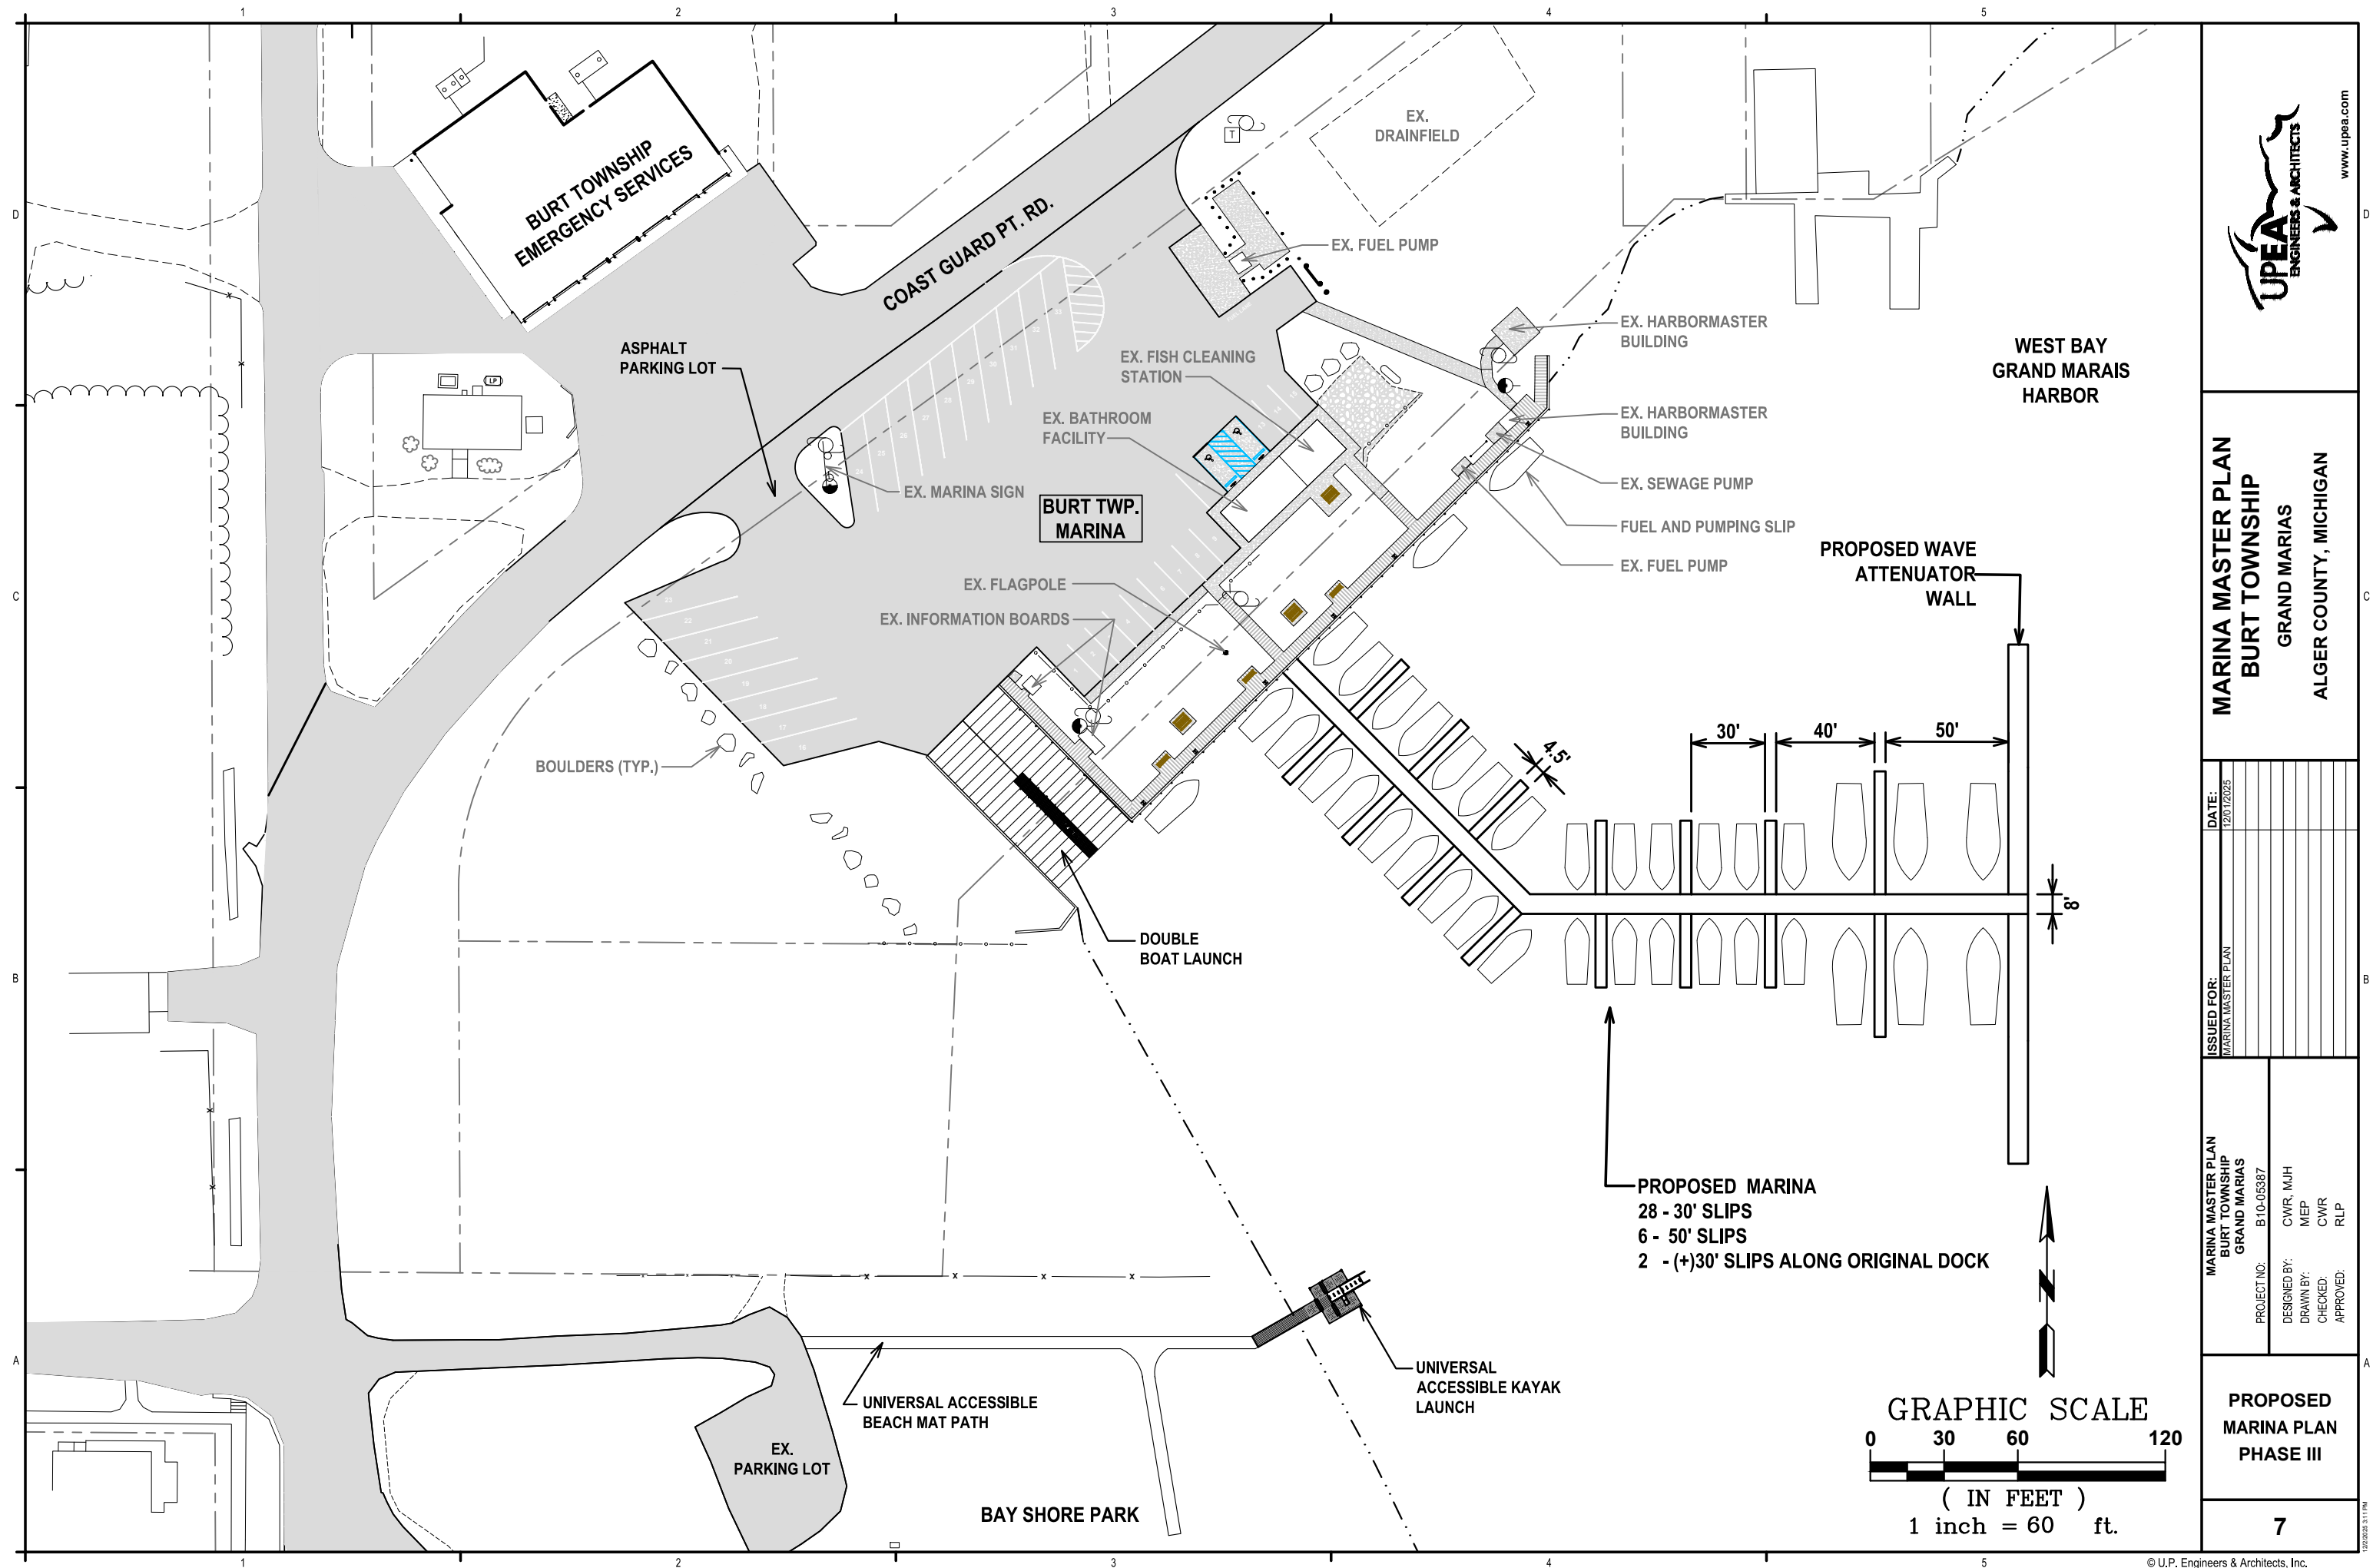 1 2 3 4 5
D
C
B
A
BURT TOWNSHIP
EMERGENCY SERVICES
COAST GUARD PT. RD.
EX.
DRAINFIELD
T
EX. FUEL PUMP
ASPHALT
PARKING LOT
LP
EX. FISH CLEANING
STATION
EX. BATHROOM
FACILITY
EX. MARINA SIGN
BURT TWP.
MARINA
EX. FLAGPOLE
EX. INFORMATION BOARDS
BOULDERS (TYP.)
EX. HARBORMASTER
BUILDING
EX. HARBORMASTER
BUILDING
EX. SEWAGE PUMP
FUEL AND PUMPING SLIP
EX. FUEL PUMP
WEST BAY
GRAND MARAIS
HARBOR
PROPOSED WAVE
ATTENUATOR
WALL
30'
40'
50'
4.5'
8'
DOUBLE
BOAT LAUNCH
PROPOSED MARINA
28 - 30' SLIPS
6 - 50' SLIPS
2 - (+)30' SLIPS ALONG ORIGINAL DOCK
UNIVERSAL
ACCESSIBLE KAYAK
LAUNCH
UNIVERSAL ACCESSIBLE
BEACH MAT PATH
EX.
PARKING LOT
BAY SHORE PARK
N
GRAPHIC SCALE
0 30 60 120
( IN FEET )
1 inch = 60 ft.
UPEA
ENGINEERS & ARCHITECTS
www.upea.com
MARINA MASTER PLAN
BURT TOWNSHIP
GRAND MARIAS
ALGER COUNTY, MICHIGAN
ISSUED FOR: DATE:
MARINA MASTER PLAN 12/01/2025
MARINA MASTER PLAN
BURT TOWNSHIP
GRAND MARIAS
PROJECT NO: B10-05387
DESIGNED BY: CWR, MJH
DRAWN BY: MEP
CHECKED: CWR
APPROVED: RLP
PROPOSED
MARINA PLAN
PHASE III
7
1 2 3 4 5
D
C
B
A
© U.P. Engineers & Architects, Inc.